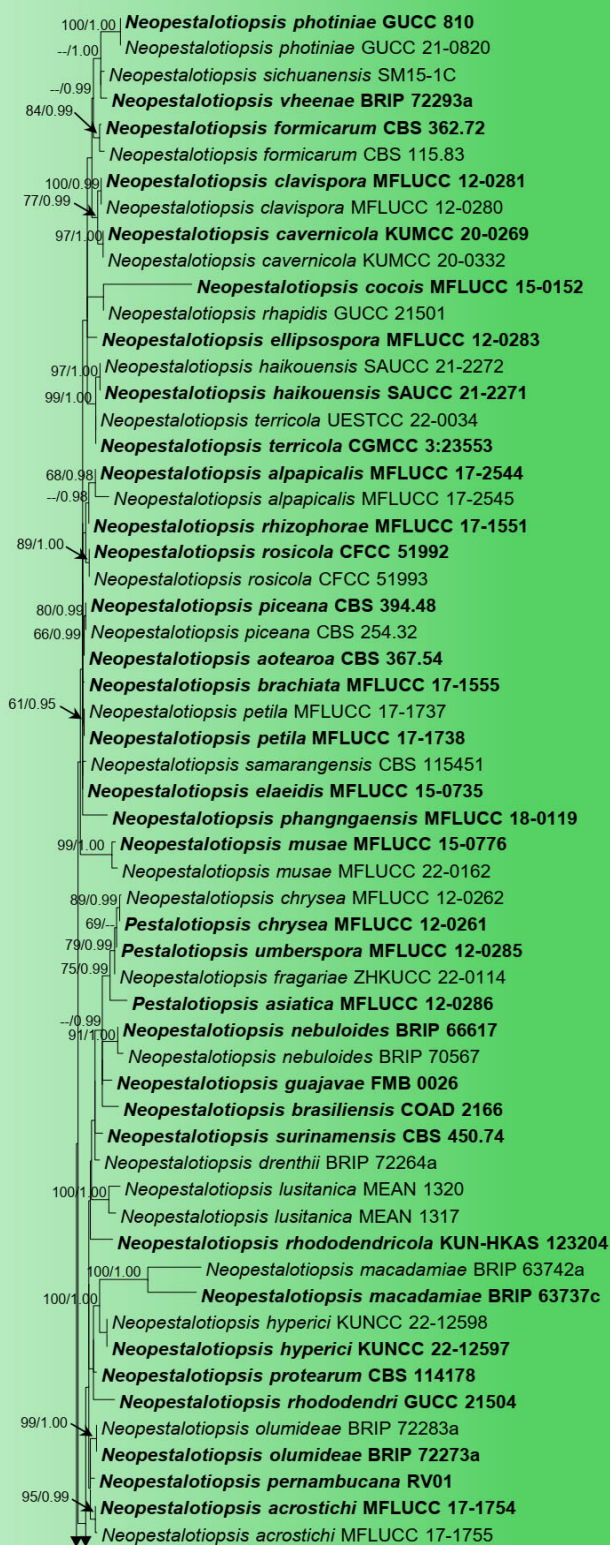 100/1.00 Neopestalotiopsis photiniae GUCC 810
--/1.00 Neopestalotiopsis photiniae GUCC 21-0820
Neopestalotiopsis sichuanensis SM15-1C
--/0.99 Neopestalotiopsis vheenae BRIP 72293a
84/0.99 Neopestalotiopsis formicarum CBS 362.72
Neopestalotiopsis formicarum CBS 115.83
100/0.99 Neopestalotiopsis clavispora MFLUCC 12-0281
77/0.99 Neopestalotiopsis clavispora MFLUCC 12-0280
97/1.00 Neopestalotiopsis cavernicola KUMCC 20-0269
Neopestalotiopsis cavernicola KUMCC 20-0332
Neopestalotiopsis cocois MFLUCC 15-0152
Neopestalotiopsis rhapidis GUCC 21501
Neopestalotiopsis ellipsospora MFLUCC 12-0283
97/1.00 Neopestalotiopsis haikouensis SAUCC 21-2272
99/1.00 Neopestalotiopsis haikouensis SAUCC 21-2271
Neopestalotiopsis terricola UESTCC 22-0034
Neopestalotiopsis terricola CGMCC 3:23553
68/0.98 Neopestalotiopsis alpapicalis MFLUCC 17-2544
--/0.98 Neopestalotiopsis alpapicalis MFLUCC 17-2545
Neopestalotiopsis rhizophorae MFLUCC 17-1551
89/1.00 Neopestalotiopsis rosicola CFCC 51992
Neopestalotiopsis rosicola CFCC 51993
80/0.99 Neopestalotiopsis piceana CBS 394.48
66/0.99 Neopestalotiopsis piceana CBS 254.32
Neopestalotiopsis aotearoa CBS 367.54
Neopestalotiopsis brachiata MFLUCC 17-1555
61/0.95 Neopestalotiopsis petila MFLUCC 17-1737
Neopestalotiopsis petila MFLUCC 17-1738
Neopestalotiopsis samarangensis CBS 115451
Neopestalotiopsis elaeidis MFLUCC 15-0735
Neopestalotiopsis phangngaensis MFLUCC 18-0119
99/1.00 Neopestalotiopsis musae MFLUCC 15-0776
Neopestalotiopsis musae MFLUCC 22-0162
89/0.99 Neopestalotiopsis chrysea MFLUCC 12-0262
69/-- Pestalotiopsis chrysea MFLUCC 12-0261
79/0.99 Pestalotiopsis umberspora MFLUCC 12-0285
75/0.99 Neopestalotiopsis fragariae ZHKUCC 22-0114
Pestalotiopsis asiatica MFLUCC 12-0286
--/0.99 Neopestalotiopsis nebuloides BRIP 66617
91/1.00 Neopestalotiopsis nebuloides BRIP 70567
Neopestalotiopsis guajavae FMB 0026
Neopestalotiopsis brasiliensis COAD 2166
Neopestalotiopsis surinamensis CBS 450.74
Neopestalotiopsis drenthii BRIP 72264a
100/1.00 Neopestalotiopsis lusitanica MEAN 1320
Neopestalotiopsis lusitanica MEAN 1317
Neopestalotiopsis rhododendricola KUN-HKAS 123204
100/1.00 Neopestalotiopsis macadamiae BRIP 63742a
100/1.00 Neopestalotiopsis macadamiae BRIP 63737c
Neopestalotiopsis hyperici KUNCC 22-12598
Neopestalotiopsis hyperici KUNCC 22-12597
Neopestalotiopsis protearum CBS 114178
Neopestalotiopsis rhododendri GUCC 21504
99/1.00 Neopestalotiopsis olumideae BRIP 72283a
Neopestalotiopsis olumideae BRIP 72273a
Neopestalotiopsis pernambucana RV01
95/0.99 Neopestalotiopsis acrostichi MFLUCC 17-1754
Neopestalotiopsis acrostichi MFLUCC 17-1755